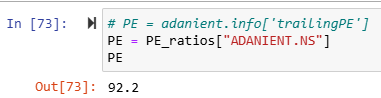 In [73]:
# PE = adanient.info['trailingPE']
PE = PE_ratios["ADANIENT.NS"]
PE
Out[73]: 92.2